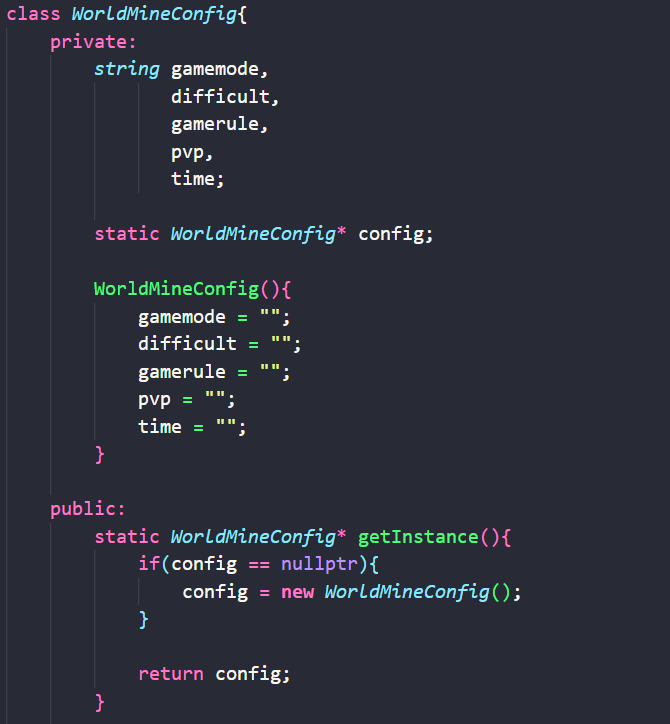 class WorldMineConfig{
    private:
        string gamemode,
               difficult,
               gamerule,
               pvp,
               time;

        static WorldMineConfig* config;

        WorldMineConfig(){
            gamemode = "";
            difficult = "";
            gamerule = "";
            pvp = "";
            time = "";
        }

    public:
        static WorldMineConfig* getInstance(){
            if(config == nullptr){
                config = new WorldMineConfig();
            }

            return config;
        }